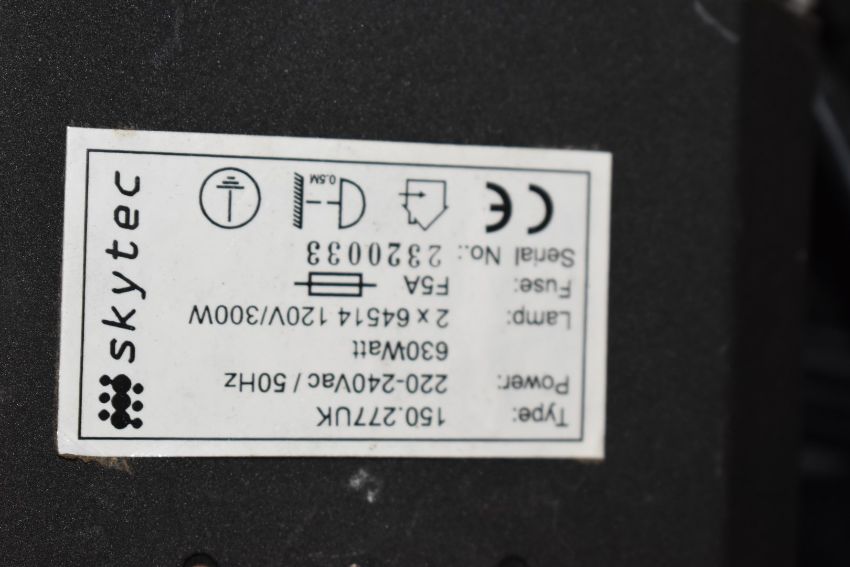 Type: 150.277UK
Power: 220-240Vac / 50Hz
630Watt
Lamp: 2 x 64514 120V/300W
Fuse: F5A
Serial No.: 2320033
CE
0.5M
skytec